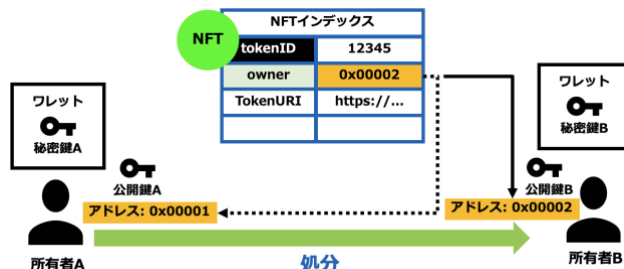 NFTインデックス
NFT
tokenID 12345
owner 0x00002
TokenURI https://...
ワレット
秘密鍵A
公開鍵A
アドレス: 0x00001
所有者A
ワレット
秘密鍵B
公開鍵B
アドレス: 0x00002
所有者B
処分